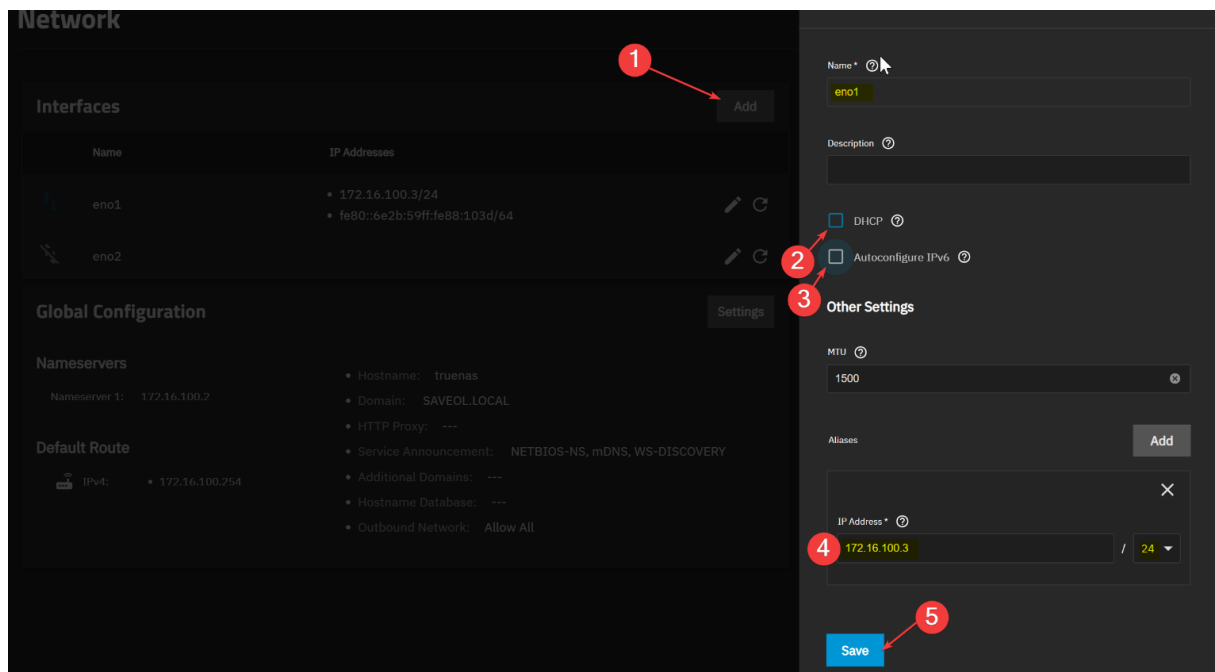 Network
1
Interfaces
Add
Name
IP Addresses
eno1
• 172.16.100.3/24
• fe80::6e2b:59ff:fe88:103d/64
eno2
Global Configuration
Settings
Nameservers
Nameserver 1: 172.16.100.2
Default Route
IPv4: • 172.16.100.254
• Hostname: truenas
• Domain: SAVEOL.LOCAL
• HTTP Proxy: ---
• Service Announcement: NETBIOS-NS, mDNS, WS-DISCOVERY
• Additional Domains: ---
• Hostname Database: ---
• Outbound Network: Allow All
Name *
eno1
Description
DHCP
2
Autoconfigure IPv6
3
Other Settings
MTU
1500
Aliases
Add
IP Address *
4
172.16.100.3 / 24
5
Save